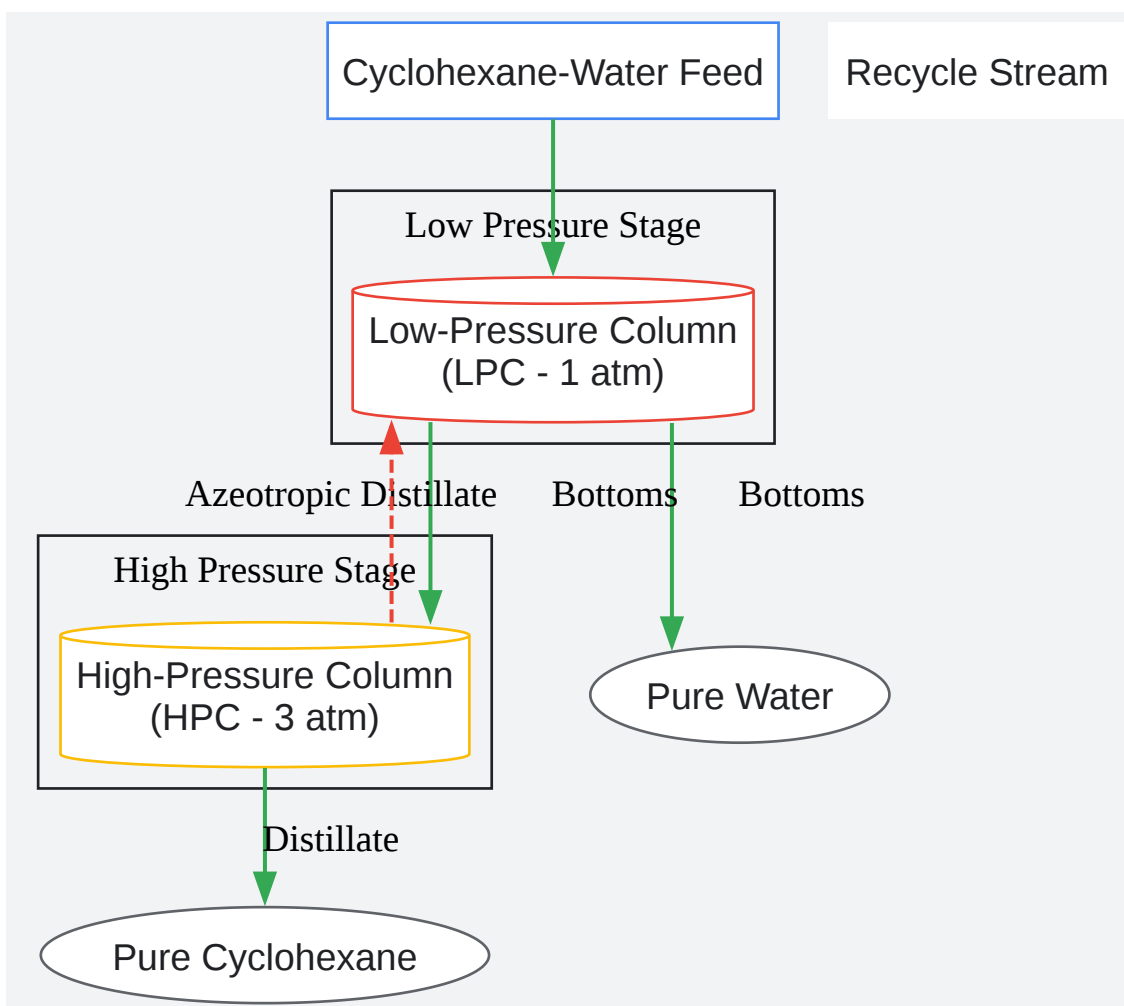 Cyclohexane-Water Feed
Recycle Stream
Low Pressure Stage
Low-Pressure Column
(LPC - 1 atm)
Azeotropic Distillate
Bottoms
Bottoms
High Pressure Stage
High-Pressure Column
(HPC - 3 atm)
Pure Water
Distillate
Pure Cyclohexane